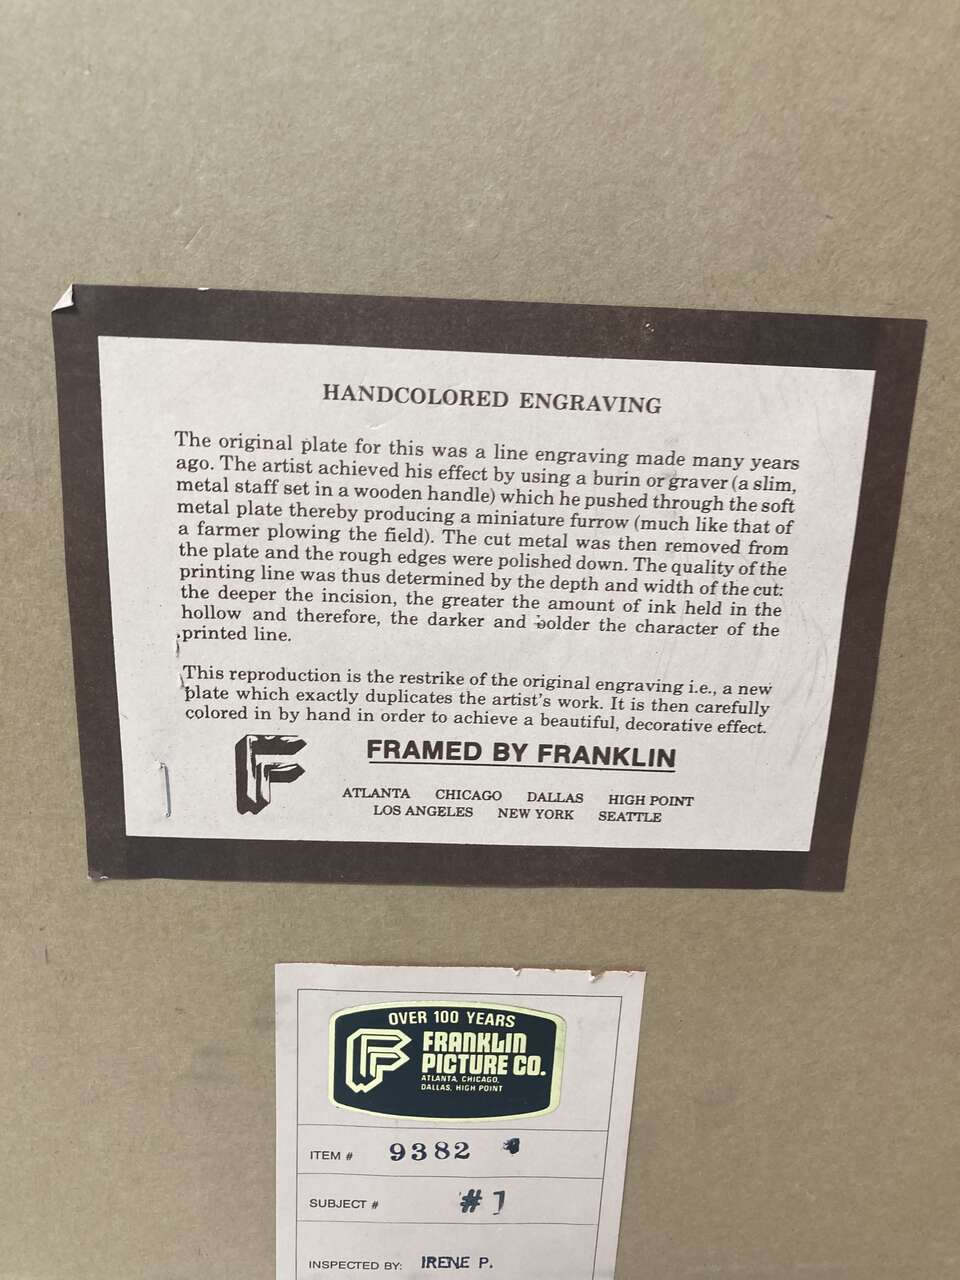 HANDCOLORED ENGRAVING
The original plate for this was a line engraving made many years
ago. The artist achieved his effect by using a burin or graver (a slim,
metal staff set in a wooden handle) which he pushed through the soft
metal plate thereby producing a miniature furrow (much like that of
a farmer plowing the field). The cut metal was then removed from
the plate and the rough edges were polished down. The quality of the
printing line was thus determined by the depth and width of the cut:
the deeper the incision, the greater the amount of ink held in the
hollow and therefore, the darker and bolder the character of the
printed line.
This reproduction is the restrike of the original engraving i.e., a new
plate which exactly duplicates the artist's work. It is then carefully
colored in by hand in order to achieve a beautiful, decorative effect.
F
FRAMED BY FRANKLIN
ATLANTA CHICAGO DALLAS HIGH POINT
LOS ANGELES NEW YORK SEATTLE
OVER 100 YEARS
F
FRANKLIN
PICTURE CO.
ATLANTA, CHICAGO,
DALLAS, HIGH POINT
ITEM # 9382
SUBJECT # #1
INSPECTED BY: IRENE P.